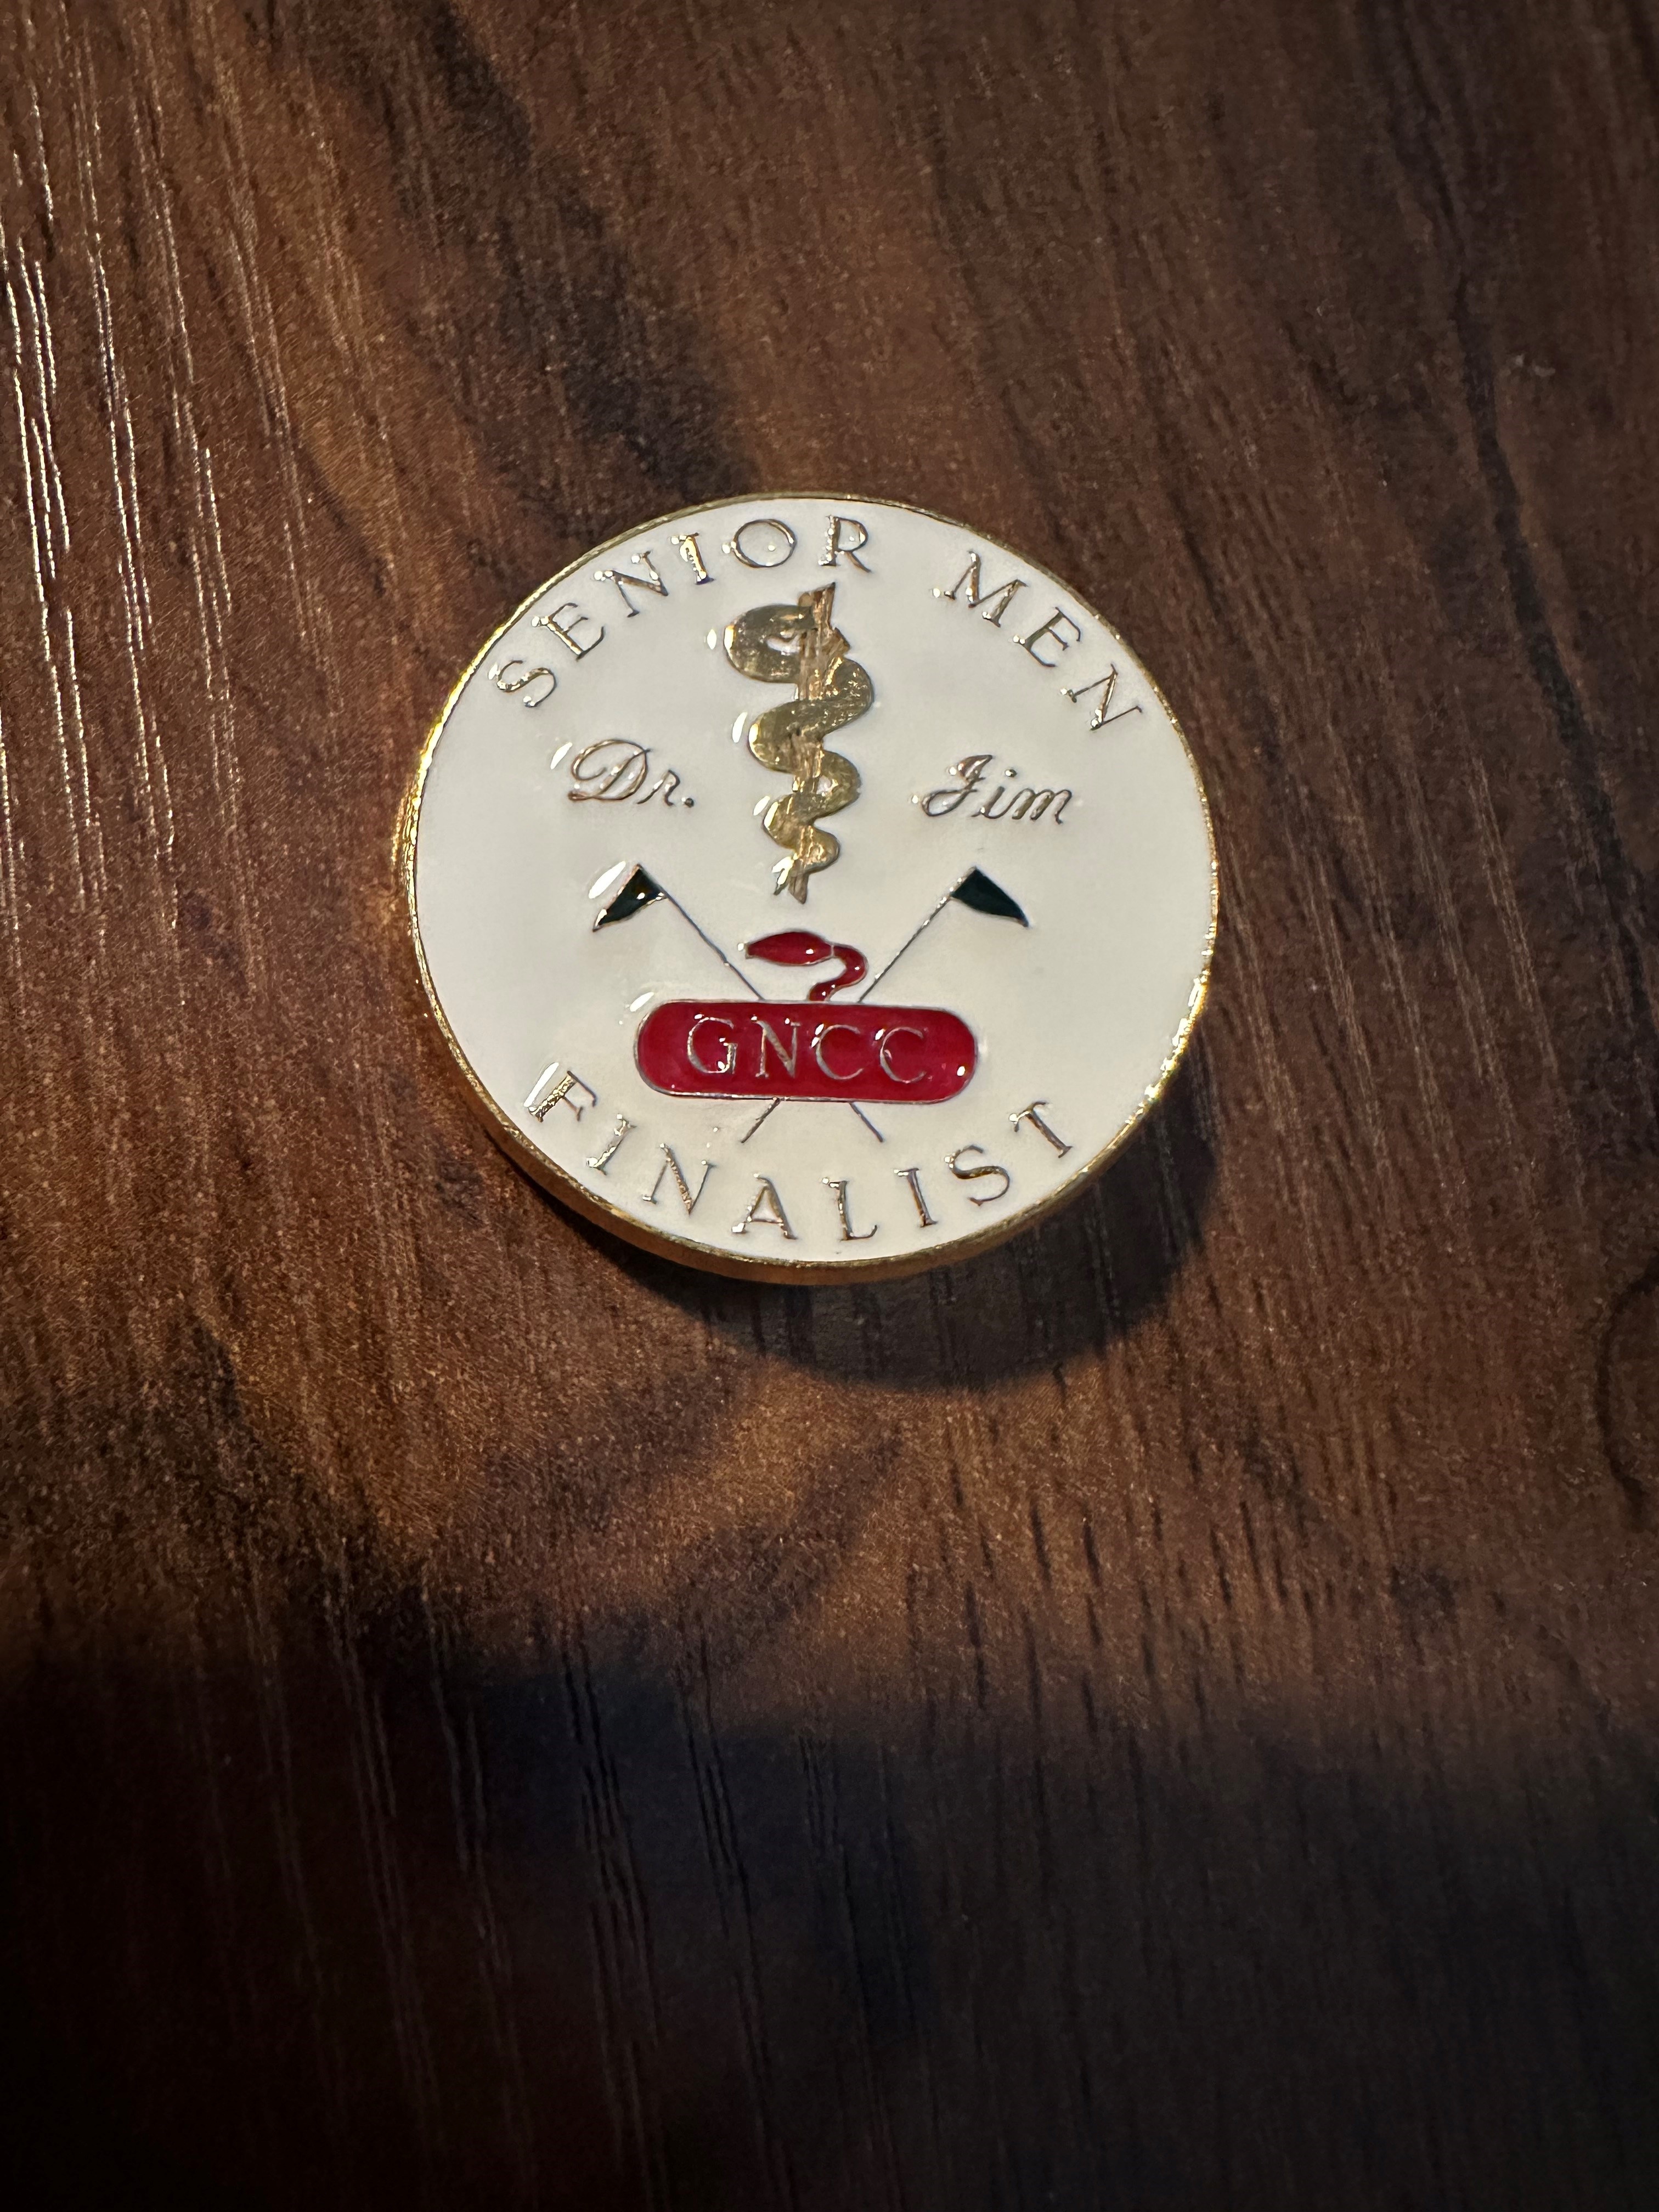 SENIOR MEN
Dr. Jim
GNCC
FINALIST